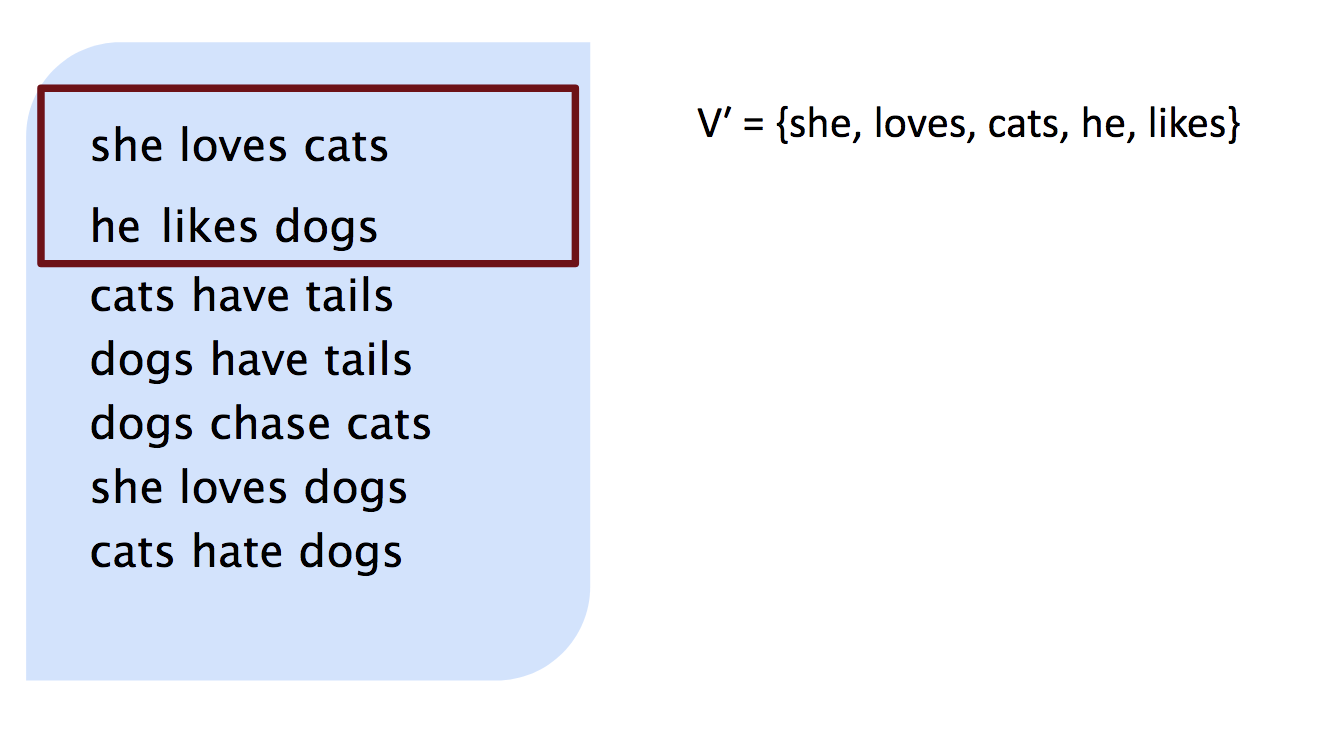 she loves cats
he likes dogs
cats have tails
dogs have tails
dogs chase cats
she loves dogs
cats hate dogs
V′ = {she, loves, cats, he, likes}